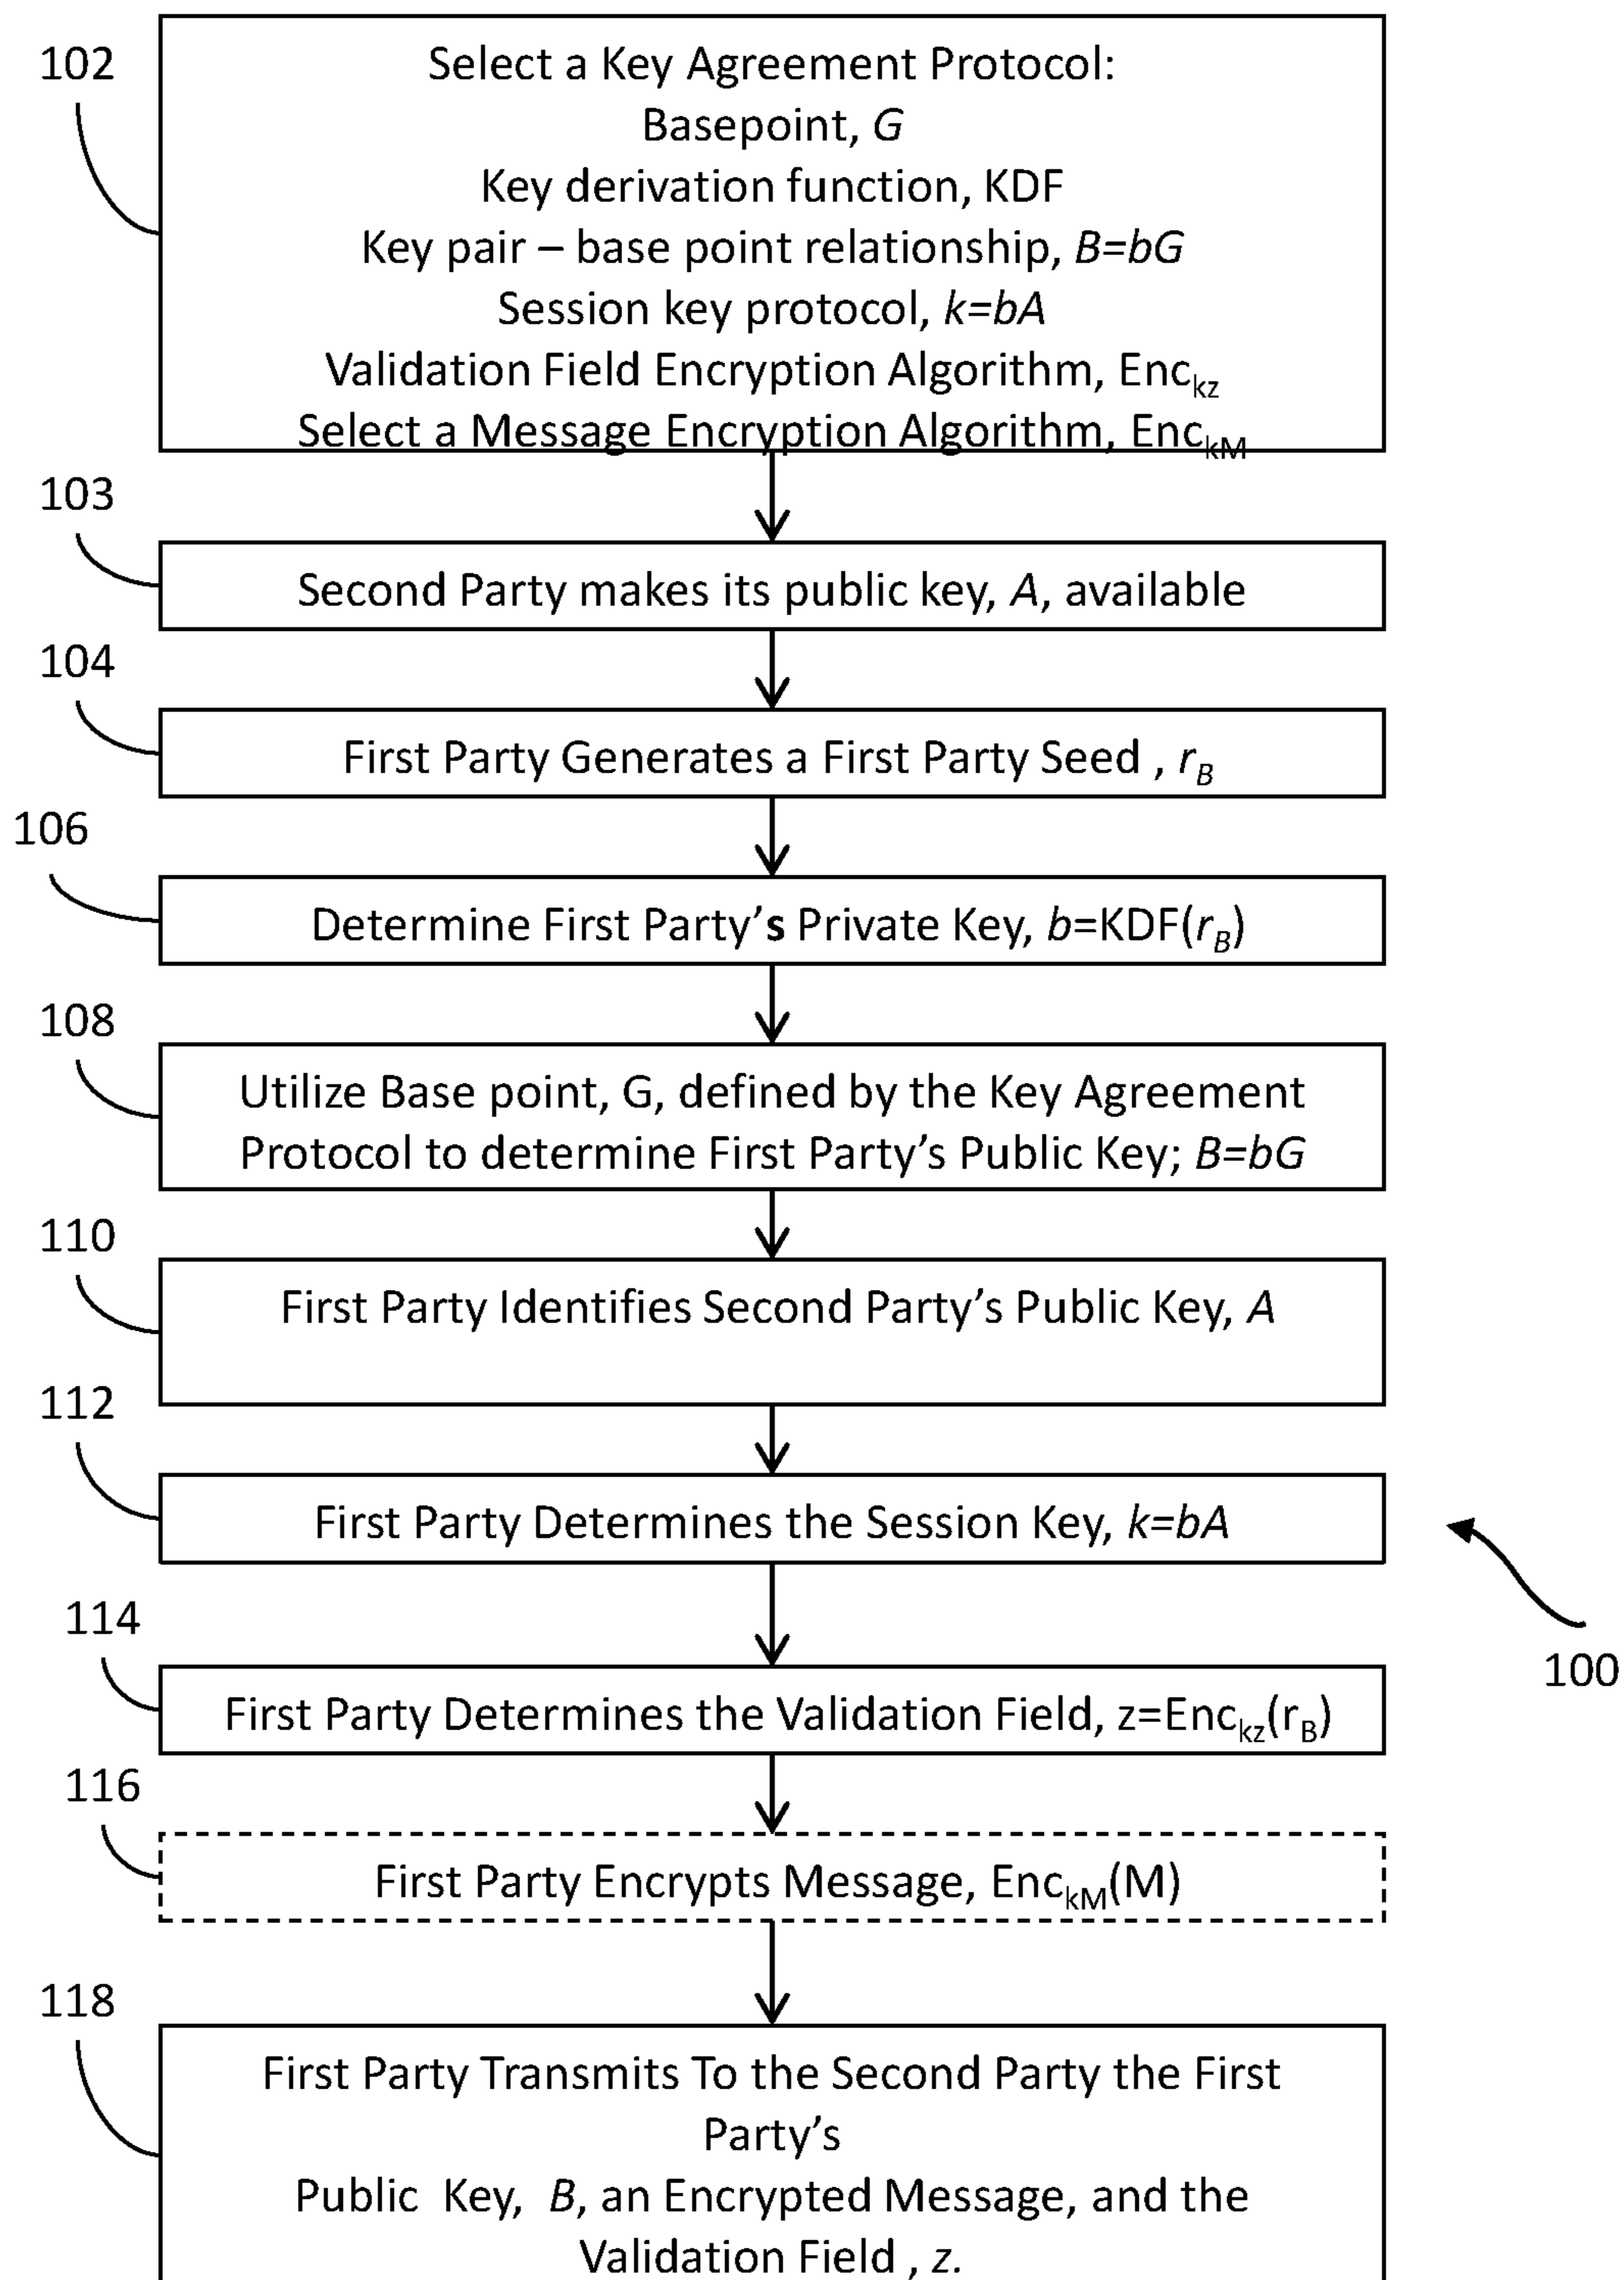 102
Select a Key Agreement Protocol:
Basepoint, G
Key derivation function, KDF
Key pair – base point relationship, B=bG
Session key protocol, k=bA
Validation Field Encryption Algorithm, Enckz
Select a Message Encryption Algorithm, EnckM
103
Second Party makes its public key, A, available
104
First Party Generates a First Party Seed , rB
106
Determine First Party’s Private Key, b=KDF(rB)
108
Utilize Base point, G, defined by the Key Agreement
Protocol to determine First Party’s Public Key; B=bG
110
First Party Identifies Second Party’s Public Key, A
112
First Party Determines the Session Key, k=bA
100
114
First Party Determines the Validation Field, z=Enckz(rB)
116
First Party Encrypts Message, EnckM(M)
118
First Party Transmits To the Second Party the First
Party’s
Public Key, B, an Encrypted Message, and the
Validation Field , z.